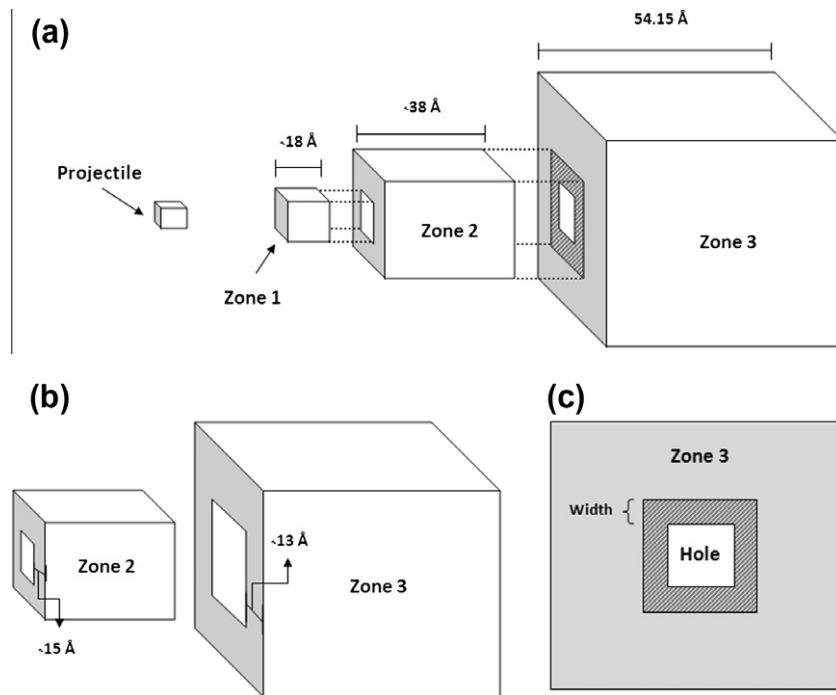 (a)
54.15 Å
~38 Å
~18 Å
Projectile
Zone 2
Zone 3
Zone 1
(b)
(c)
Zone 3
Width
~13 Å
Hole
Zone 2
Zone 3
~15 Å